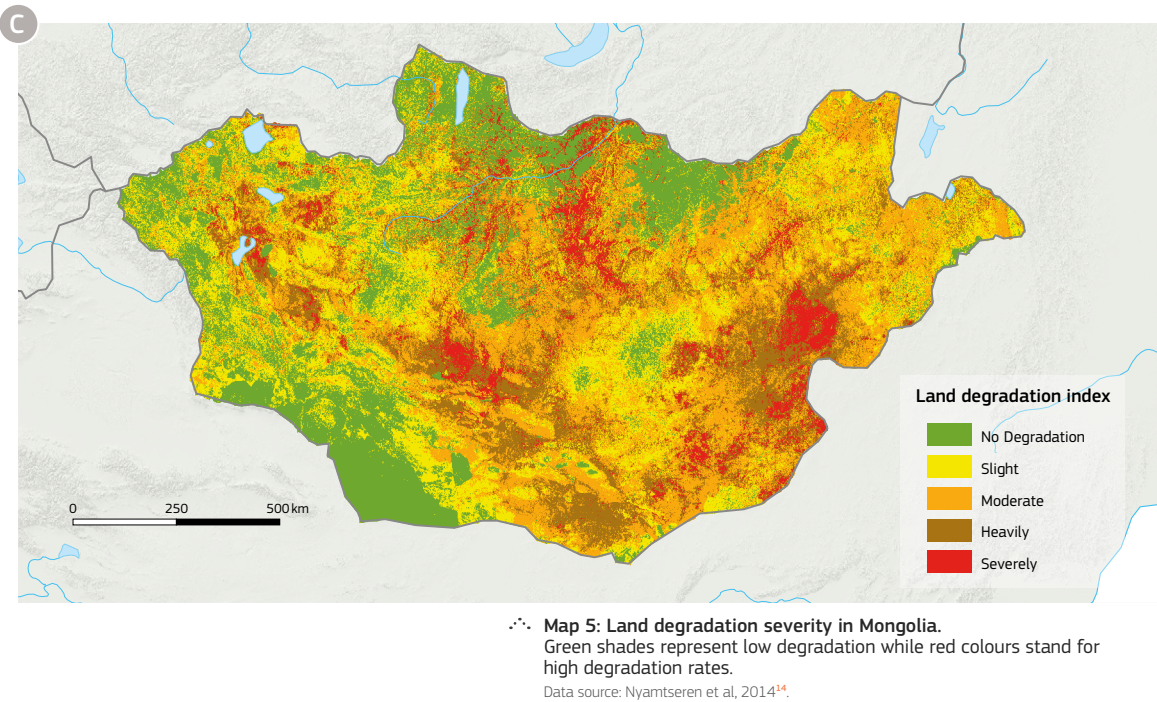 C
Land degradation index
No Degradation
Slight
Moderate
Heavily
Severely
0 250 500 km
Map 5: Land degradation severity in Mongolia.
Green shades represent low degradation while red colours stand for
high degradation rates.
Data source: Nyamtseren et al, 2014¹⁴.